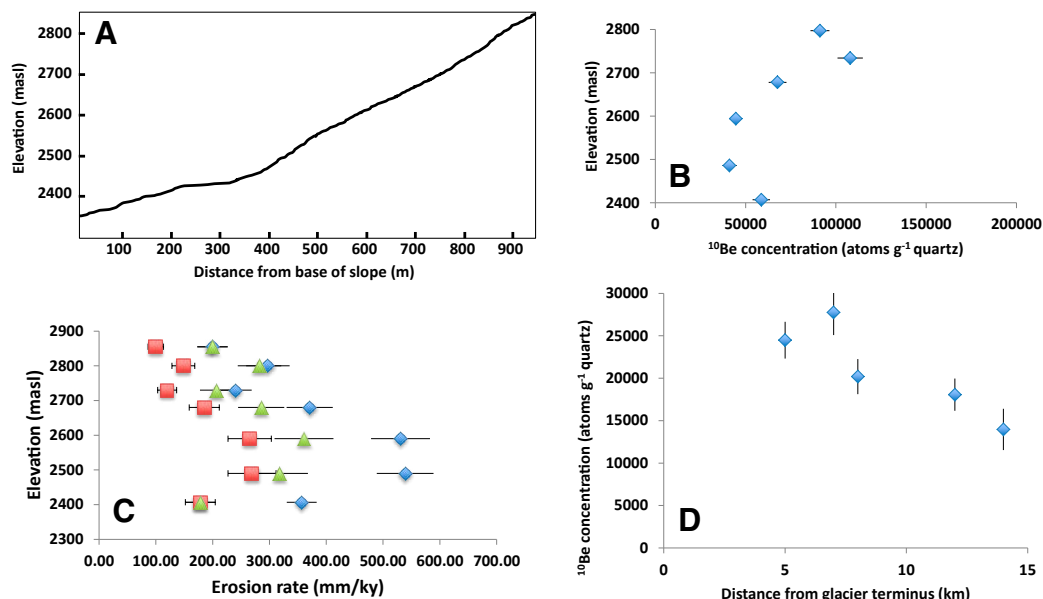 A
Elevation (masl)
2800
2700
2600
2500
2400
100 200 300 400 500 600 700 800 900
Distance from base of slope (m)
B
Elevation (masl)
2800
2700
2600
2500
2400
0 50000 100000 150000 200000
¹⁰Be concentration (atoms g⁻¹ quartz)
C
Elevation (masl)
2900
2800
2700
2600
2500
2400
2300
0.00 100.00 200.00 300.00 400.00 500.00 600.00 700.00
Erosion rate (mm/ky)
D
¹⁰Be concentration (atoms g⁻¹ quartz)
30000
25000
20000
15000
10000
5000
0
0 5 10 15
Distance from glacier terminus (km)